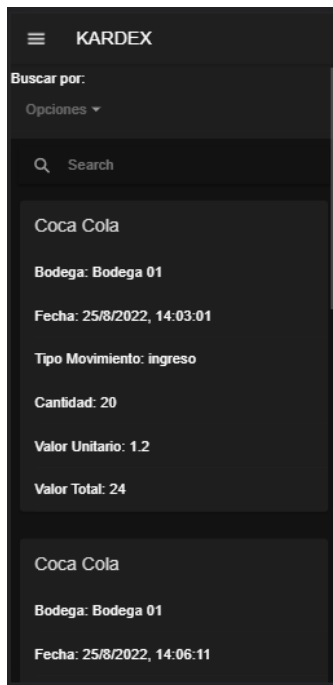 KARDEX
Buscar por:
Opciones
Search
Coca Cola
Bodega: Bodega 01
Fecha: 25/8/2022, 14:03:01
Tipo Movimiento: ingreso
Cantidad: 20
Valor Unitario: 1.2
Valor Total: 24
Coca Cola
Bodega: Bodega 01
Fecha: 25/8/2022, 14:06:11